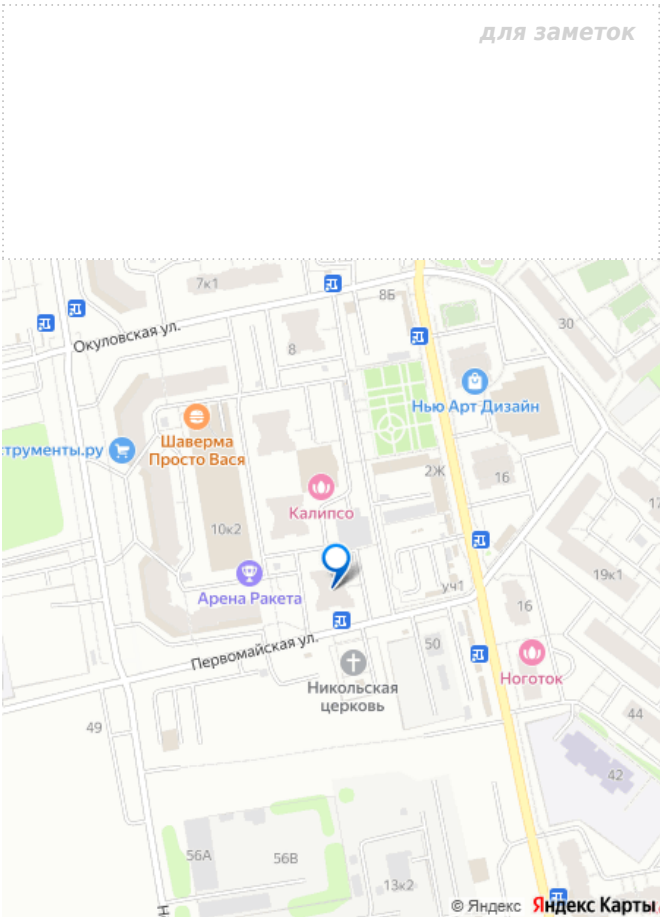 для заметок
7к1
8Б
30
Окуловская ул.
8
Нью Арт Дизайн
Шаверма
Просто Вася
струменты.ру
2Ж
16
17
Калипсо
10к2
19к1
Арена Ракета
уч1
16
Первомайская ул.
50
Никольская
церковь
Ноготок
49
44
42
56А
56В
13к2
© Яндекс Яндекс Карты